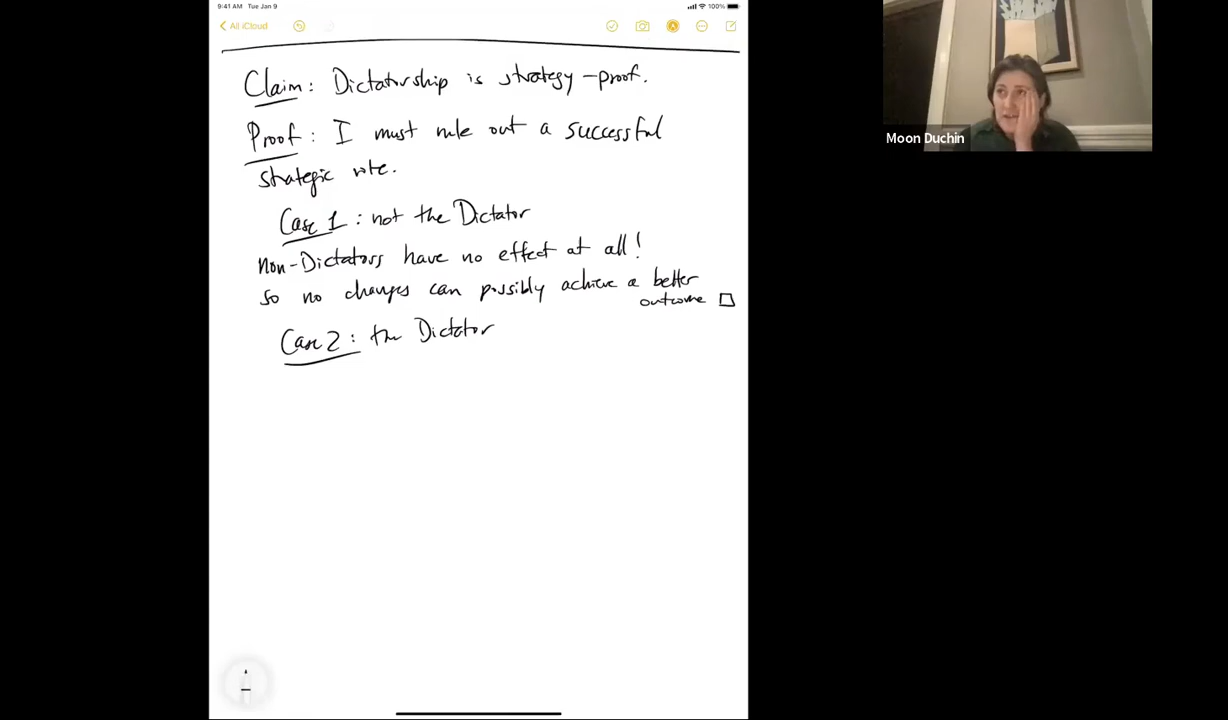 9:41 AM Tue Jan 9
100%
All iCloud
Claim: Dictatorship is strategy-proof.
Proof: I must rule out a successful
strategic vote.
Case 1: not the Dictator
non-Dictators have no effect at all!
so no changes can possibly achieve a better
outcome □
Case 2: the Dictator
Moon Duchin